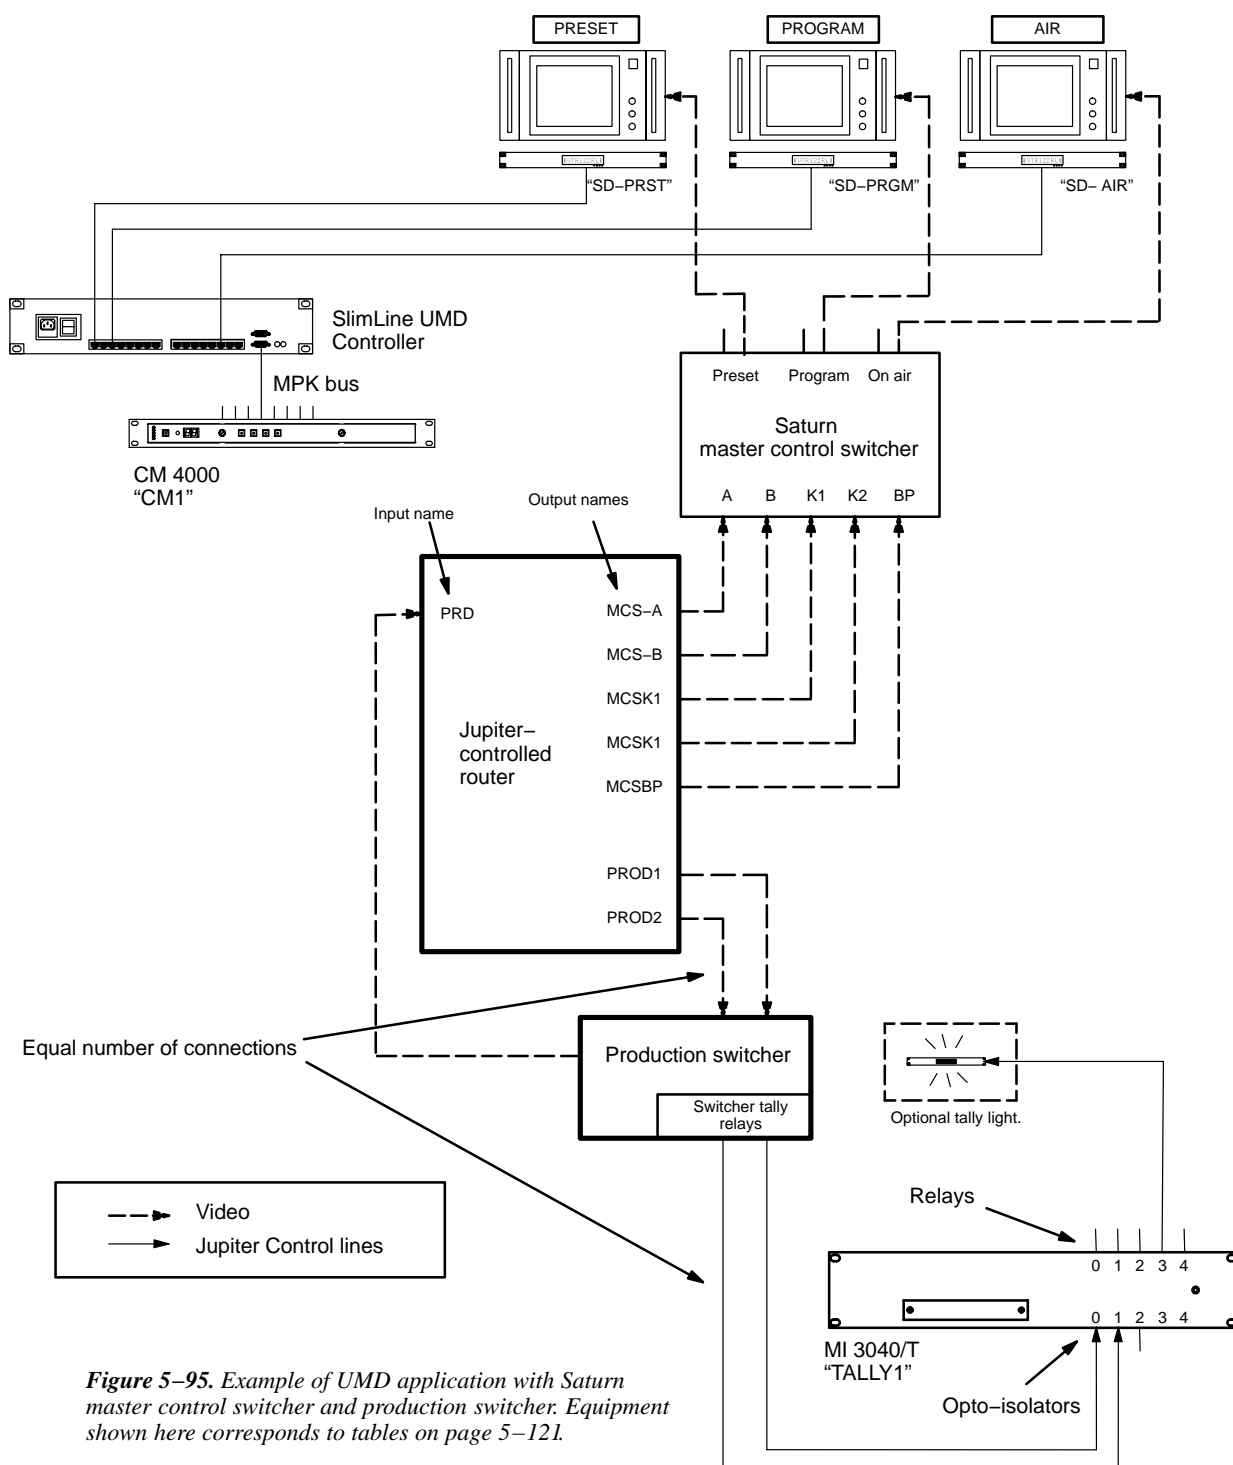 PRESET
PROGRAM
AIR
“SD–PRST”
“SD–PRGM”
“SD– AIR”
SlimLine UMD
Controller
MPK bus
CM 4000
“CM1”
Preset
Program
On air
Saturn
master control switcher
A
B
K1
K2
BP
Input name
Output names
PRD
MCS–A
MCS–B
MCSK1
MCSK1
MCSBP
Jupiter–
controlled
router
PROD1
PROD2
Equal number of connections
Production switcher
Switcher tally
relays
Optional tally light.
Video
Jupiter Control lines
Relays
0 1 2 3 4
0 1 2 3 4
MI 3040/T
“TALLY1”
Opto–isolators
Figure 5–95. Example of UMD application with Saturn
master control switcher and production switcher. Equipment
shown here corresponds to tables on page 5–121.